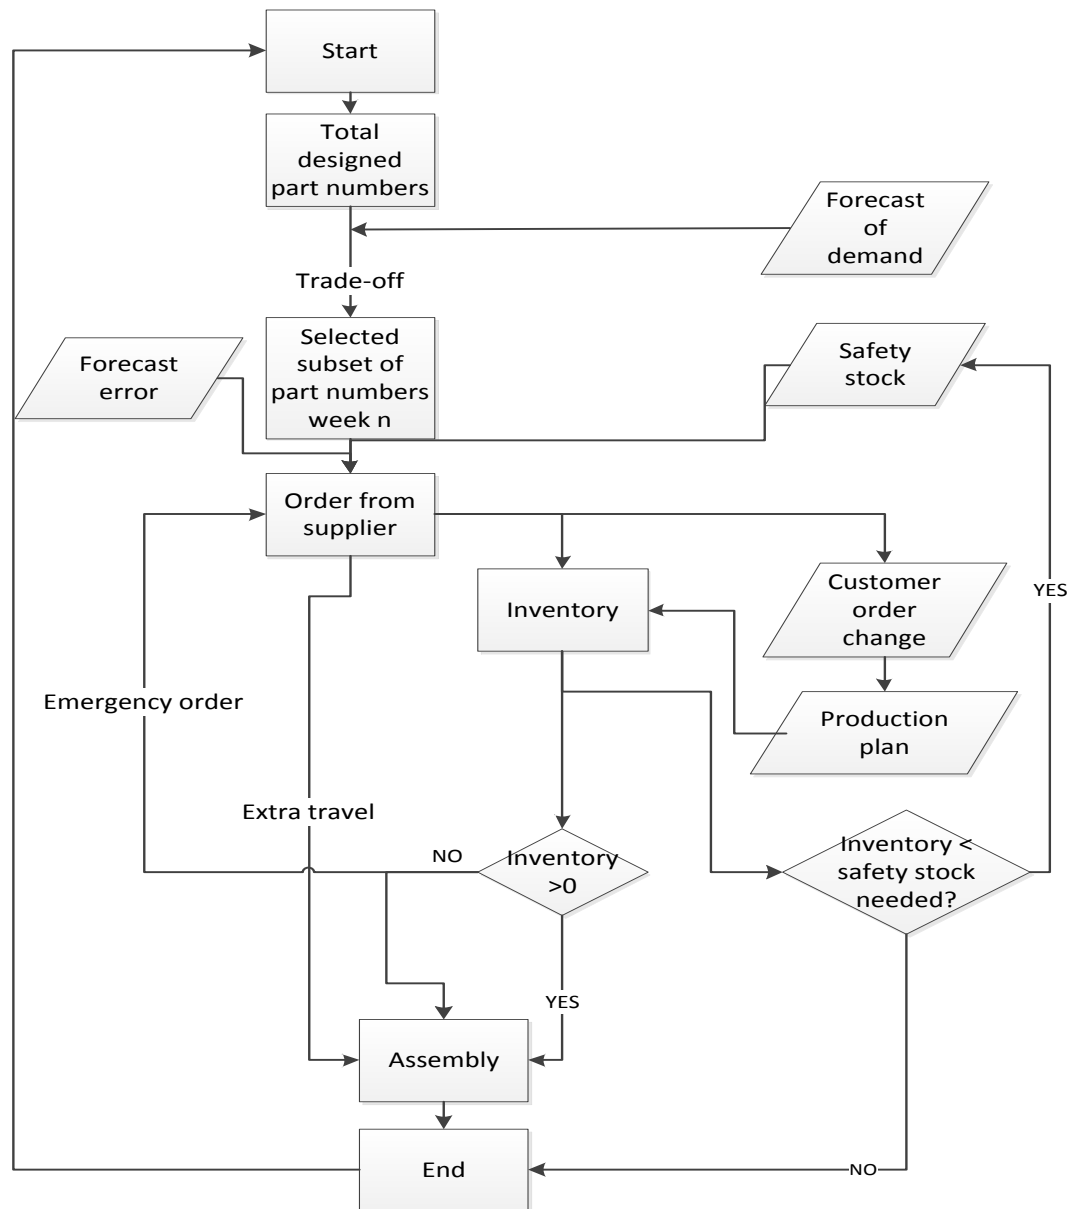 Start
Total
designed
part numbers
Forecast
of
demand
Trade-off
Selected
subset of
part numbers
week n
Forecast
error
Safety
stock
Order from
supplier
Inventory
Customer
order
change
YES
Emergency order
Production
plan
Extra travel
NO
Inventory
>0
Inventory <
safety stock
needed?
YES
Assembly
End
NO